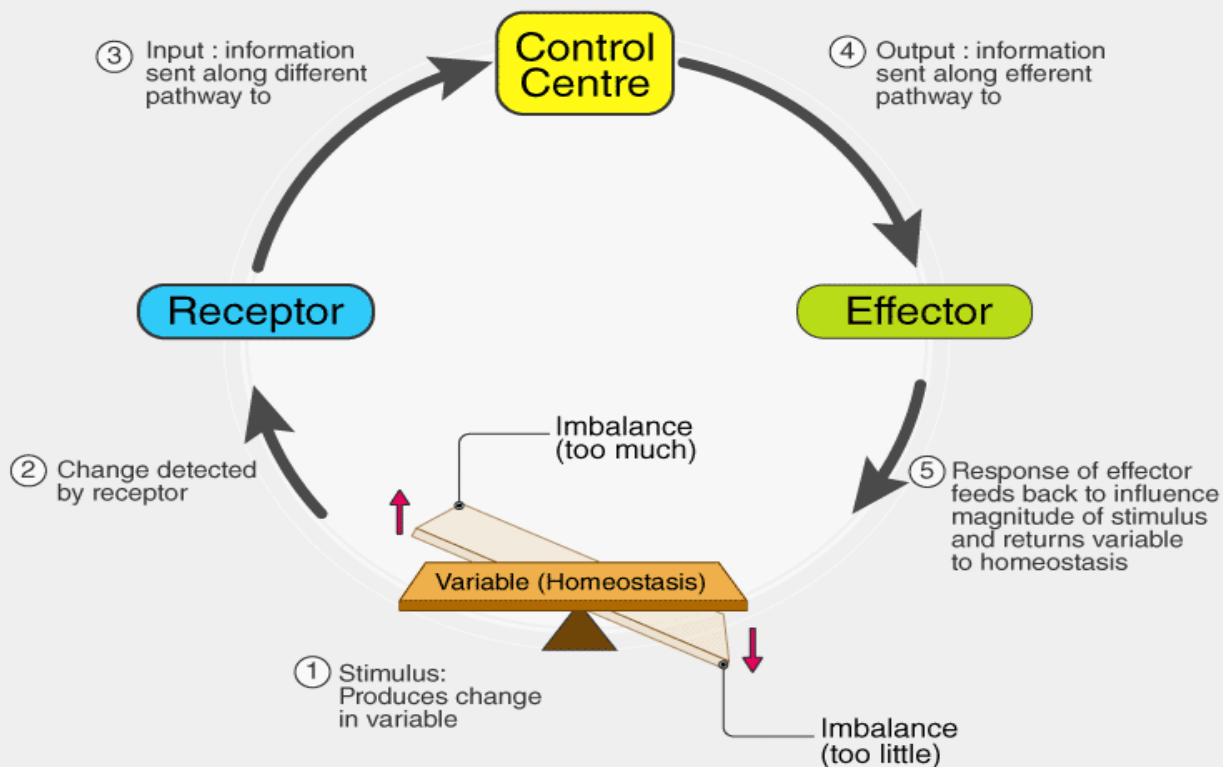 Control
Centre
3 Input : information
sent along different
pathway to
4 Output : information
sent along efferent
pathway to
Receptor
Effector
Imbalance
(too much)
2 Change detected
by receptor
5 Response of effector
feeds back to influence
magnitude of stimulus
and returns variable
to homeostasis
Variable (Homeostasis)
1 Stimulus:
Produces change
in variable
Imbalance
(too little)